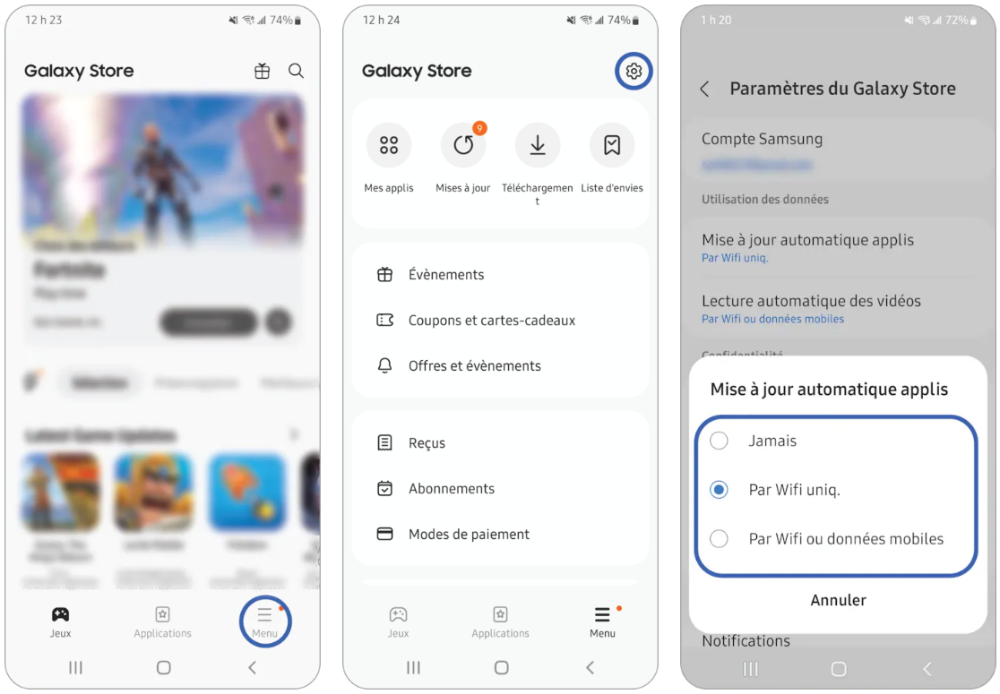 12 h 23
74%
Galaxy Store
Fortnite
Latest Game Updates
Jeux
Applications
Menu
12 h 24
74%
Galaxy Store
9
Mes applis
Mises à jour
Téléchargemen
t
Liste d'envies
Évènements
Coupons et cartes-cadeaux
Offres et évènements
Reçus
Abonnements
Modes de paiement
Jeux
Applications
Menu
1 h 20
72%
Paramètres du Galaxy Store
Compte Samsung
Utilisation des données
Mise à jour automatique applis
Par Wifi uniq.
Lecture automatique des vidéos
Par Wifi ou données mobiles
Confidentialité
Mise à jour automatique applis
Jamais
Par Wifi uniq.
Par Wifi ou données mobiles
Annuler
Notifications